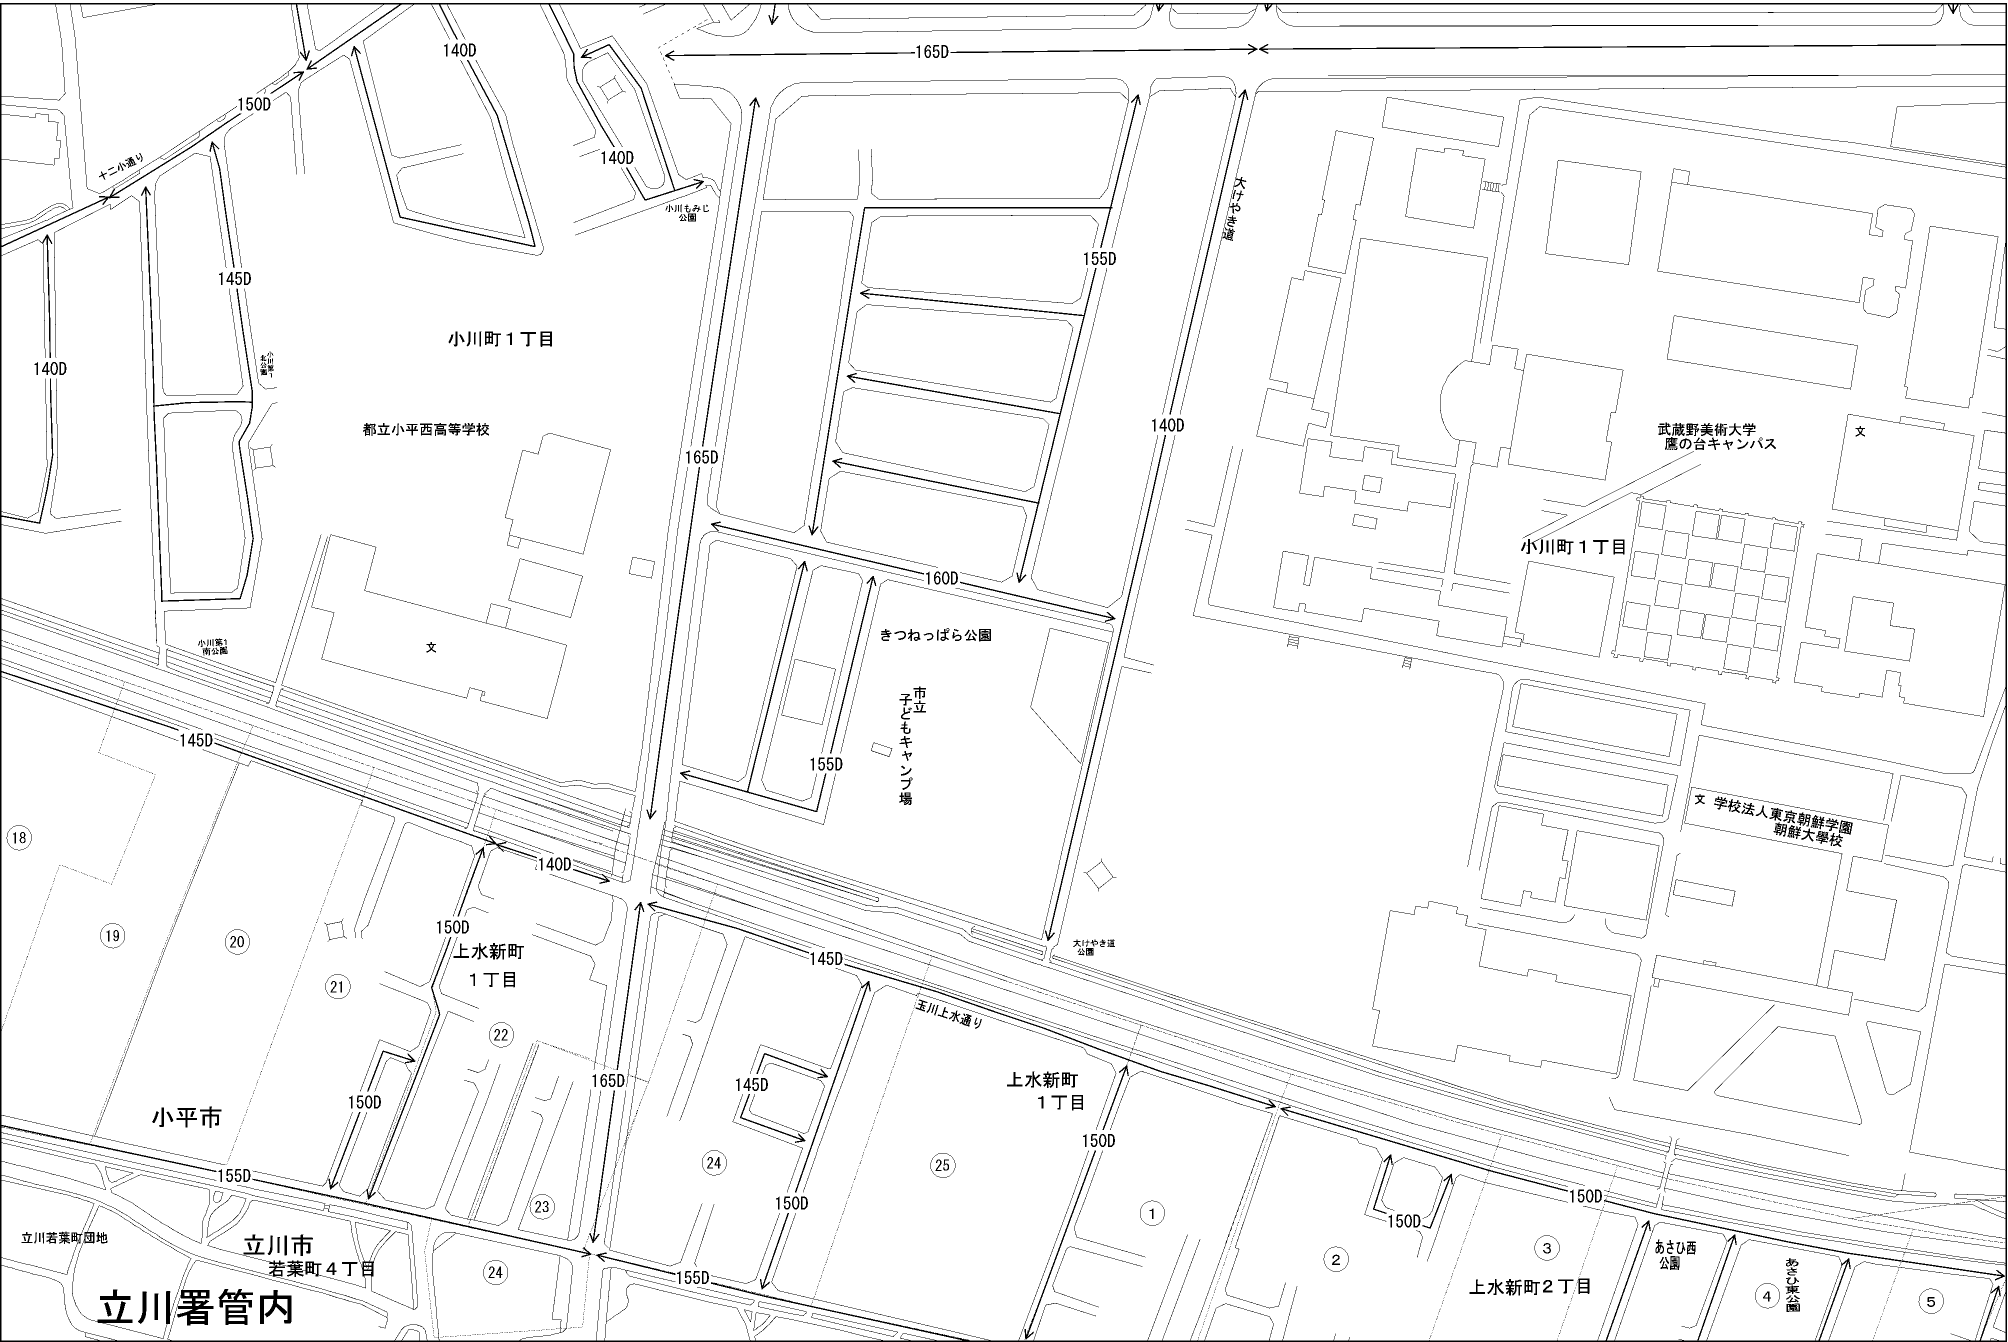 140D
165D
150D
140D
十二小通り
小川もみじ
公園
大けやき道
155D
145D
小川町１丁目
140D
小川第1
北公園
都立小平西高等学校
140D
武蔵野美術大学
鷹の台キャンパス
文
165D
小川町１丁目
160D
きつねっぱら公園
小川第1
南公園
文
市立
子どもキャンプ場
145D
155D
文 学校法人東京朝鮮学園
朝鮮大學校
18
140D
19
20
150D
上水新町
１丁目
大けやき道
公園
145D
21
玉川上水通り
22
165D
145D
上水新町
１丁目
150D
小平市
150D
24
25
155D
150D
150D
150D
23
1
立川若葉町団地
立川市
若葉町４丁目
24
155D
2
3
あさひ西
公園
上水新町２丁目
あさひ東公園
4
5
立川署管内